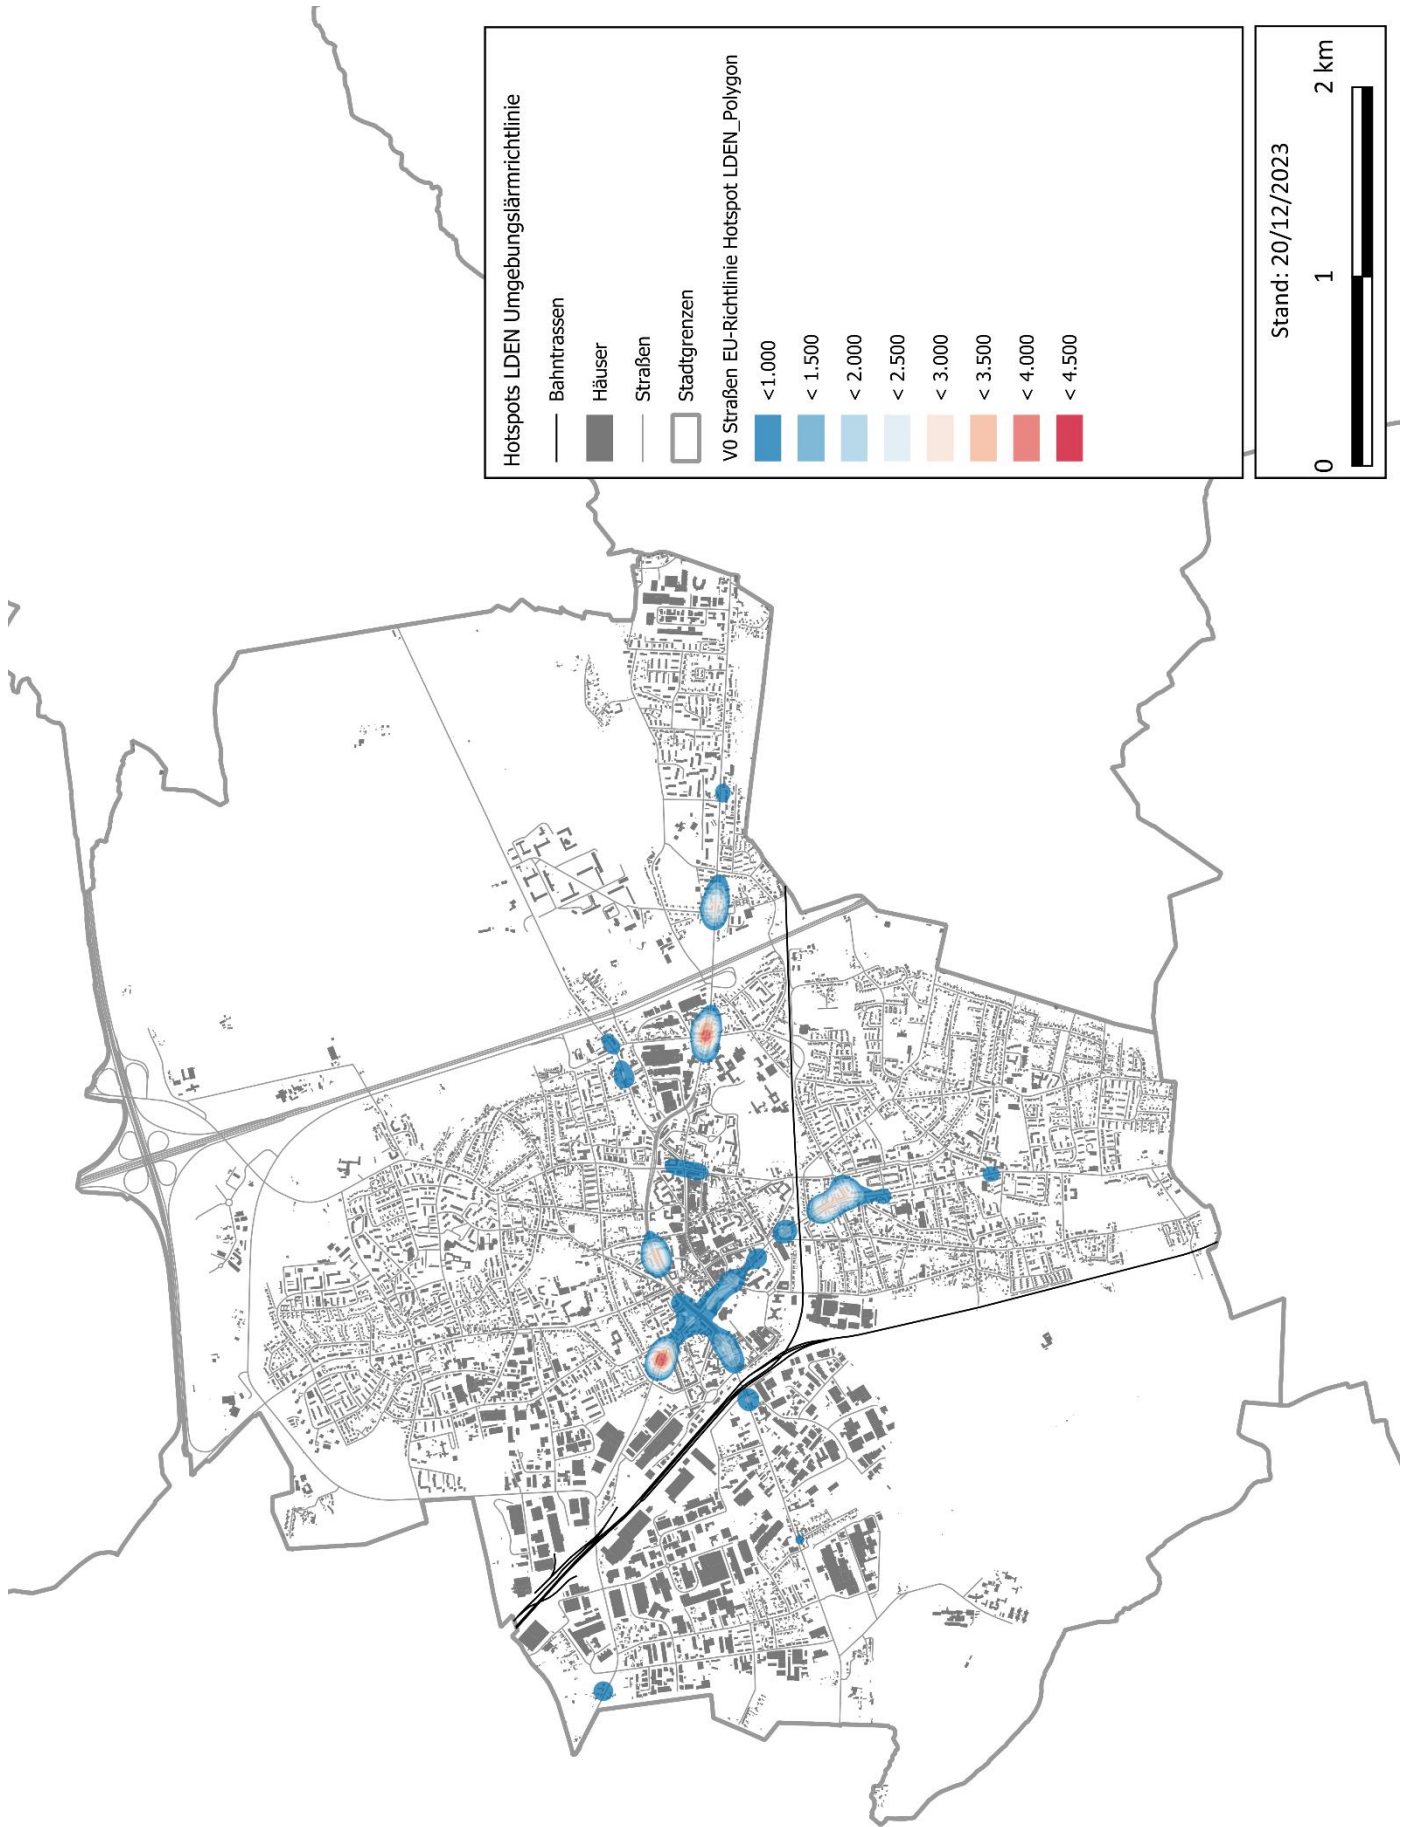 Hotspots LDEN Umgebungslärmrichtlinie
Bahntrassen
Häuser
Straßen
Stadtgrenzen
V0 Straßen EU-Richtlinie Hotspot LDEN_Polygon
<1.000
< 1.500
< 2.000
< 2.500
< 3.000
< 3.500
< 4.000
< 4.500
Stand: 20/12/2023
0 1 2 km